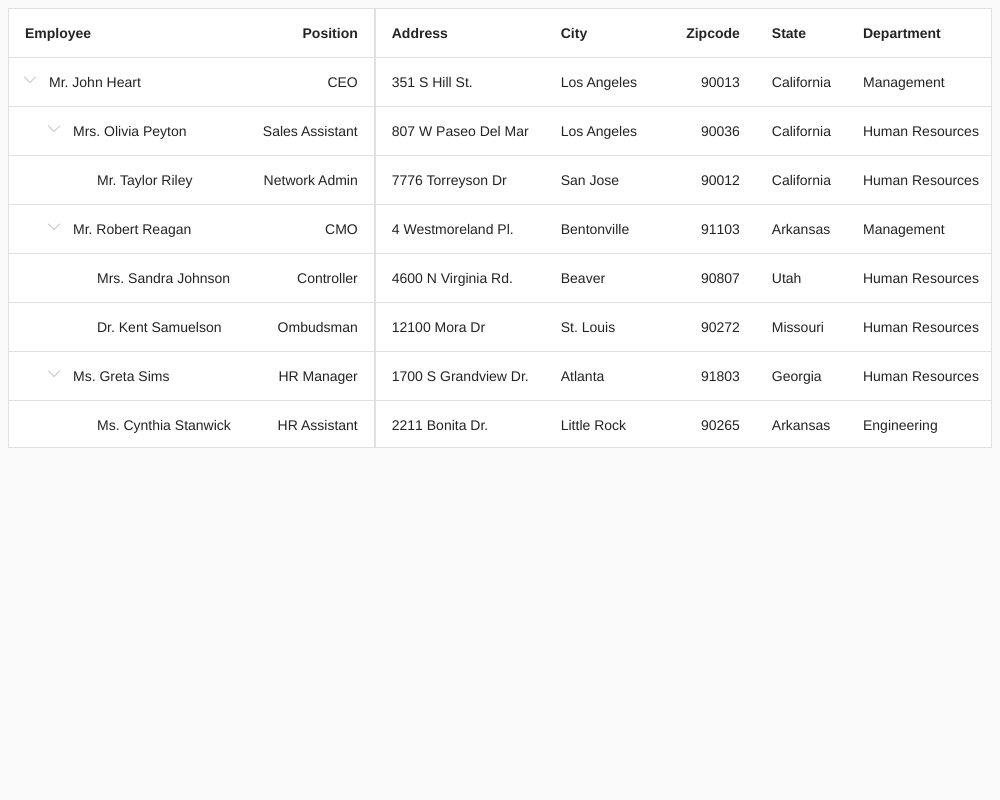 Employee Position Address City Zipcode State Department
Mr. John Heart CEO 351 S Hill St. Los Angeles 90013 California Management
Mrs. Olivia Peyton Sales Assistant 807 W Paseo Del Mar Los Angeles 90036 California Human Resources
Mr. Taylor Riley Network Admin 7776 Torreyson Dr San Jose 90012 California Human Resources
Mr. Robert Reagan CMO 4 Westmoreland Pl. Bentonville 91103 Arkansas Management
Mrs. Sandra Johnson Controller 4600 N Virginia Rd. Beaver 90807 Utah Human Resources
Dr. Kent Samuelson Ombudsman 12100 Mora Dr St. Louis 90272 Missouri Human Resources
Ms. Greta Sims HR Manager 1700 S Grandview Dr. Atlanta 91803 Georgia Human Resources
Ms. Cynthia Stanwick HR Assistant 2211 Bonita Dr. Little Rock 90265 Arkansas Engineering